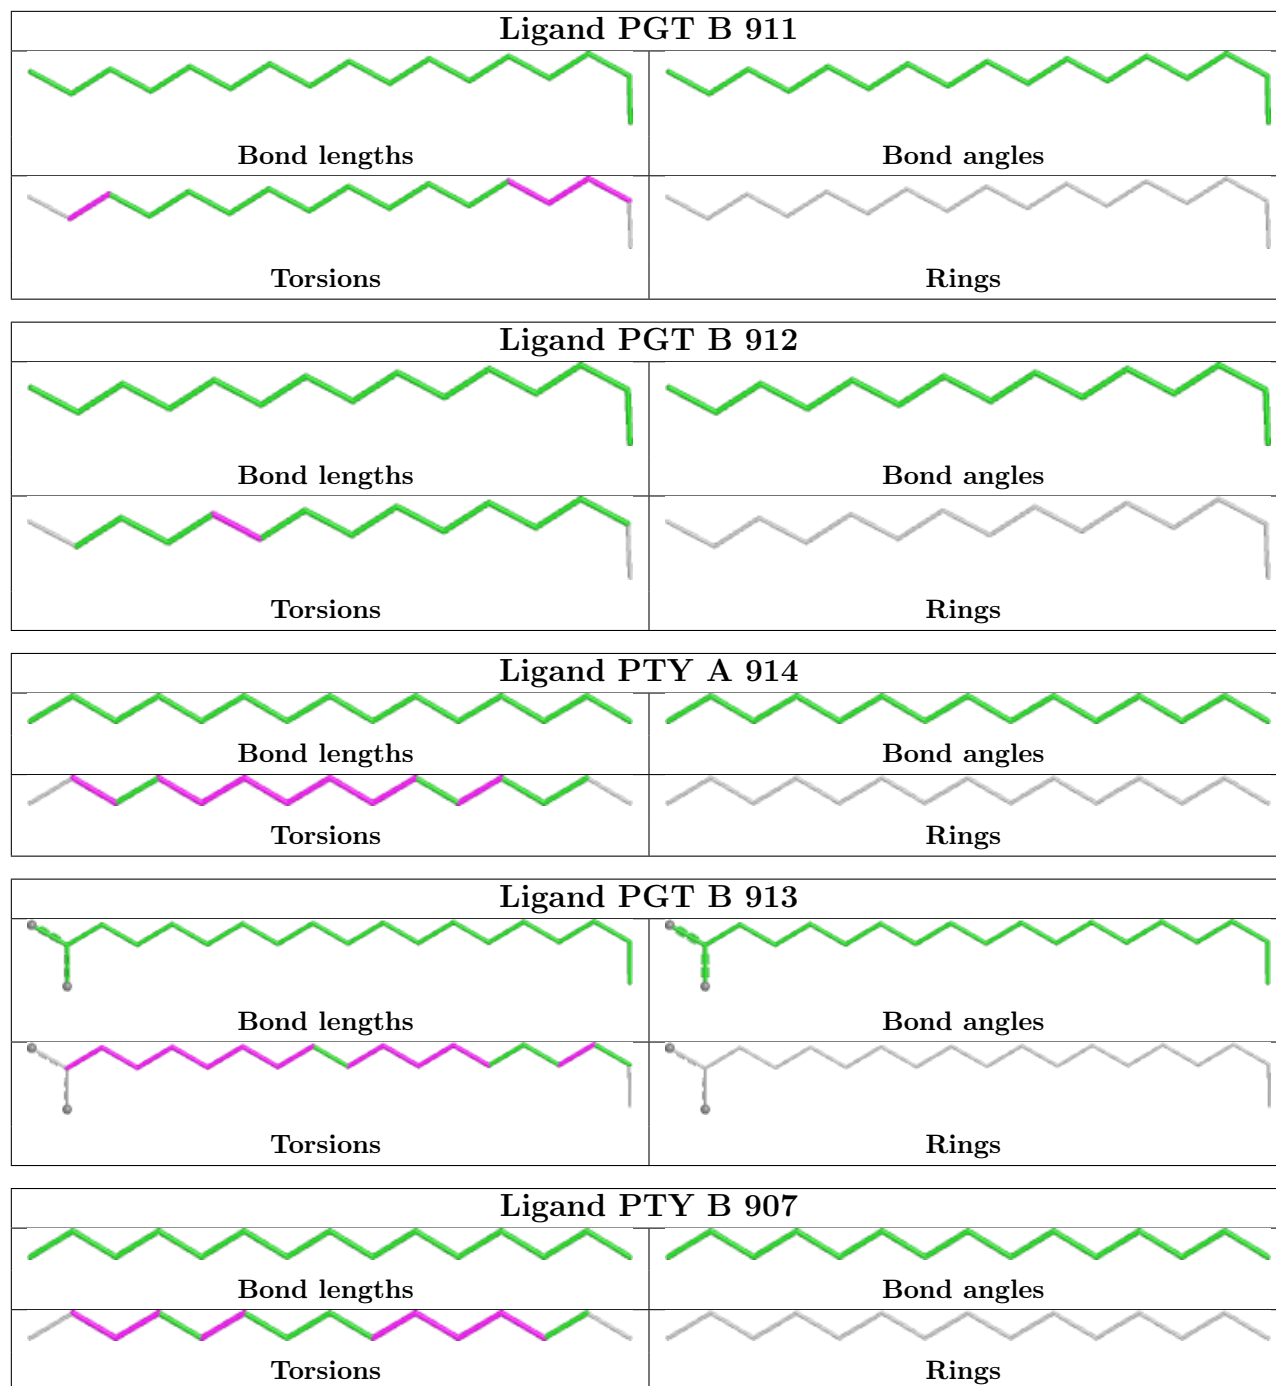 Ligand PGT B 911
Bond lengths
Bond angles
Torsions
Rings
Ligand PGT B 912
Bond lengths
Bond angles
Torsions
Rings
Ligand PTY A 914
Bond lengths
Bond angles
Torsions
Rings
Ligand PGT B 913
Bond lengths
Bond angles
Torsions
Rings
Ligand PTY B 907
Bond lengths
Bond angles
Torsions
Rings